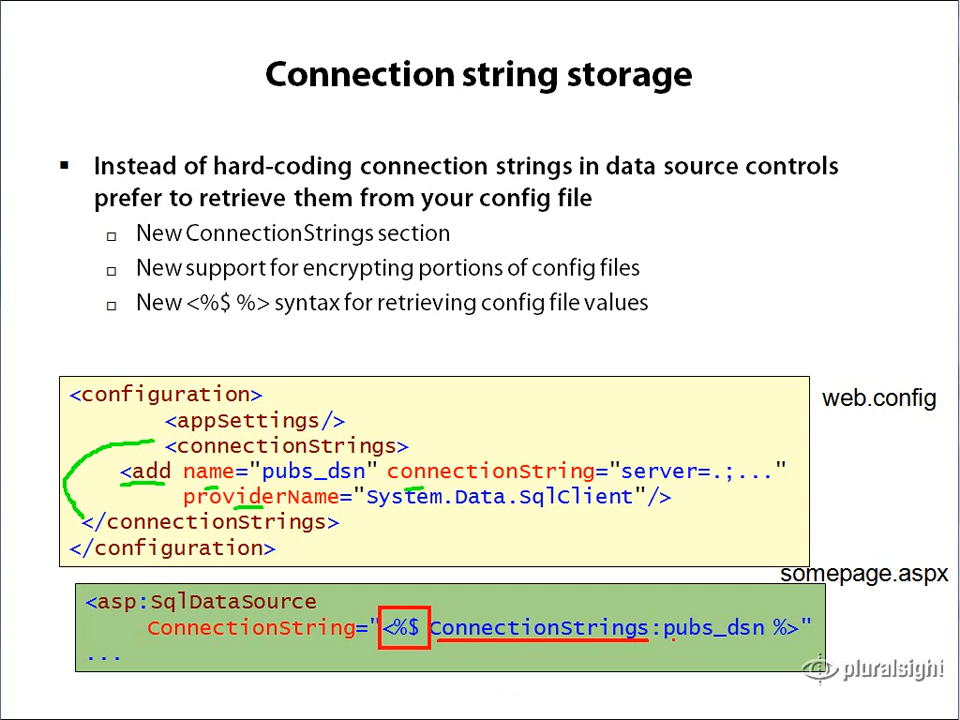 Connection string storage
Instead of hard-coding connection strings in data source controls
prefer to retrieve them from your config file
New ConnectionStrings section
New support for encrypting portions of config files
New <%$ %> syntax for retrieving config file values
<configuration>
<appSettings/>
<connectionStrings>
<add name="pubs_dsn" connectionString="server=.;..."
providerName="System.Data.SqlClient"/>
</connectionStrings>
</configuration>
web.config
somepage.aspx
<asp:SqlDataSource
ConnectionString="<%$ ConnectionStrings:pubs_dsn %>"
...
pluralsight